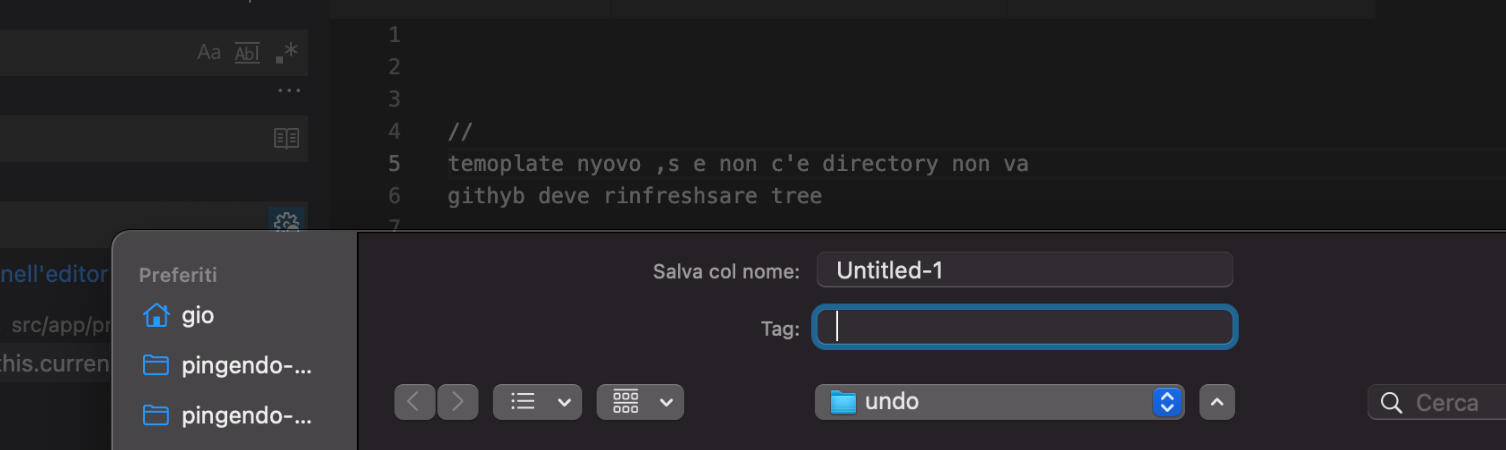 Aa Abl .*
...
1
2
3
4 //
5 temoplate nyovo ,s e non c'e directory non va
6 githyb deve rinfreshsare tree
7
nell'editor
src/app/pr
this.curren
Preferiti
gio
pingendo-...
pingendo-...
Salva col nome: Untitled-1
Tag:
undo
Cerca